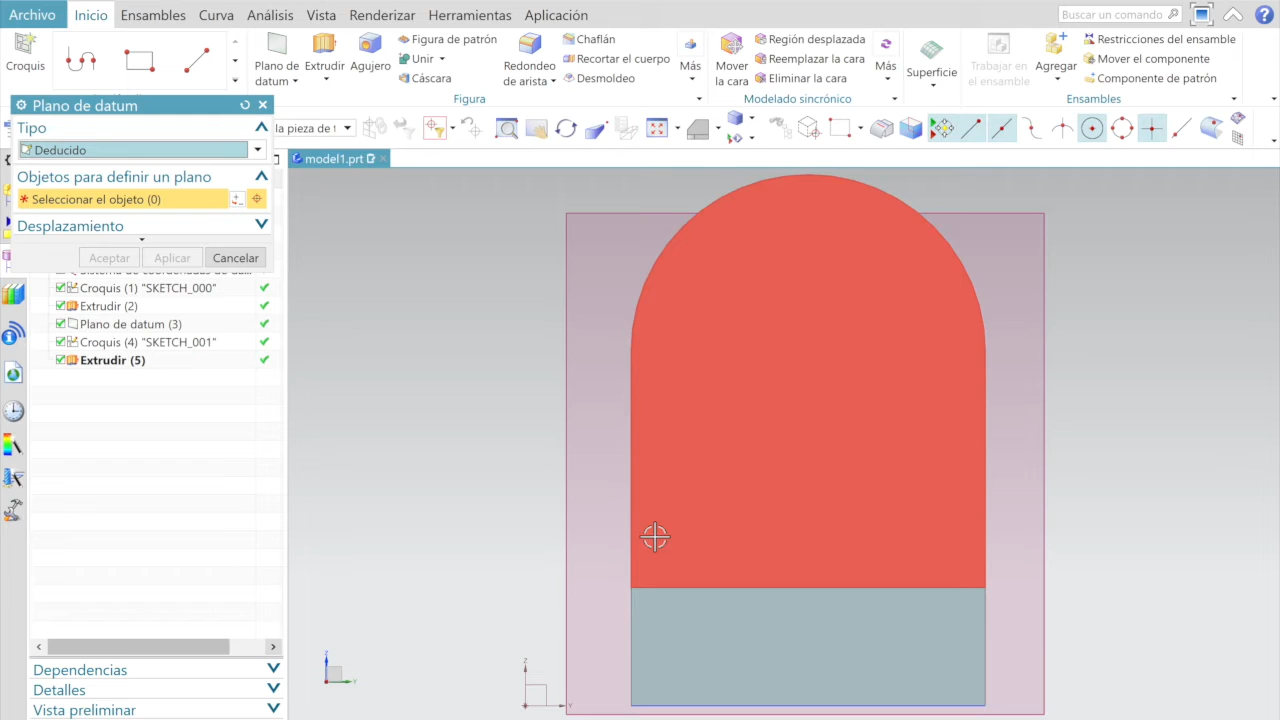 Archivo Inicio Ensambles Curva Análisis Vista Renderizar Herramientas Aplicación Buscar un comando
Croquis
Plano de datum
Extrudir
Agujero
Figura de patrón
Unir
Cáscara
Redondeo de arista
Chaflán
Recortar el cuerpo
Desmoldeo
Más
Mover la cara
Región desplazada
Reemplazar la cara
Eliminar la cara
Más
Superficie
Trabajar en el ensamble
Agregar
Restricciones del ensamble
Mover el componente
Componente de patrón
Figura Modelado sincrónico Ensambles
Plano de datum
la pieza de
Tipo
Deducido
model1.prt
Objetos para definir un plano
* Seleccionar el objeto (0)
Desplazamiento
Aceptar Aplicar Cancelar
Croquis (1) "SKETCH_000"
Extrudir (2)
Plano de datum (3)
Croquis (4) "SKETCH_001"
Extrudir (5)
Dependencias
Detalles
Vista preliminar
Z
Y
Z
Y